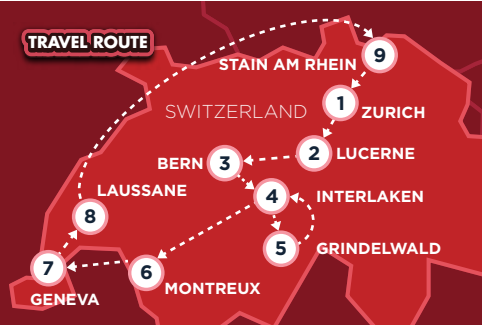 TRAVEL ROUTE
9
STAIN AM RHEIN
SWITZERLAND
1
ZURICH
2
LUCERNE
BERN
3
LAUSSANE
4
INTERLAKEN
8
5
GRINDELWALD
7
6
MONTREUX
GENEVA